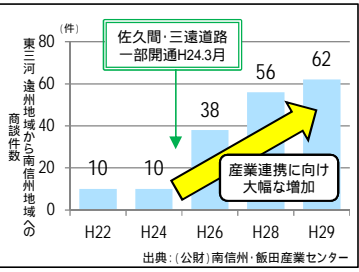 (件)
東三河・遠州地域から南信州地域への
商談件数
80
60
40
20
0
佐久間・三遠道路
一部開通H24.3月
10
10
38
56
62
産業連携に向け
大幅な増加
H22
H24
H26
H28
H29
出典：(公財)南信州・飯田産業センター